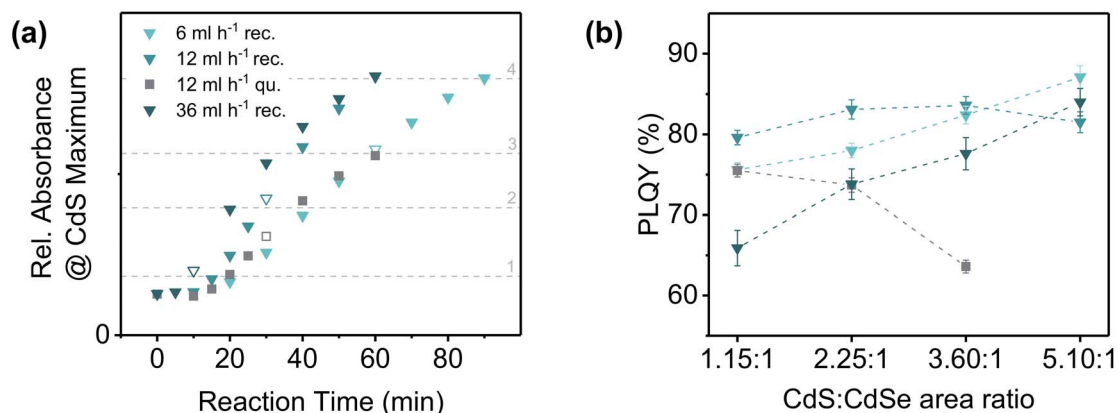 (a)
6 ml h⁻¹ rec.
12 ml h⁻¹ rec.
12 ml h⁻¹ qu.
36 ml h⁻¹ rec.
4
3
2
1
Rel. Absorbance
@ CdS Maximum
0
0 20 40 60 80
Reaction Time (min)
(b)
90
80
70
60
PLQY (%)
1.15:1 2.25:1 3.60:1 5.10:1
CdS:CdSe area ratio